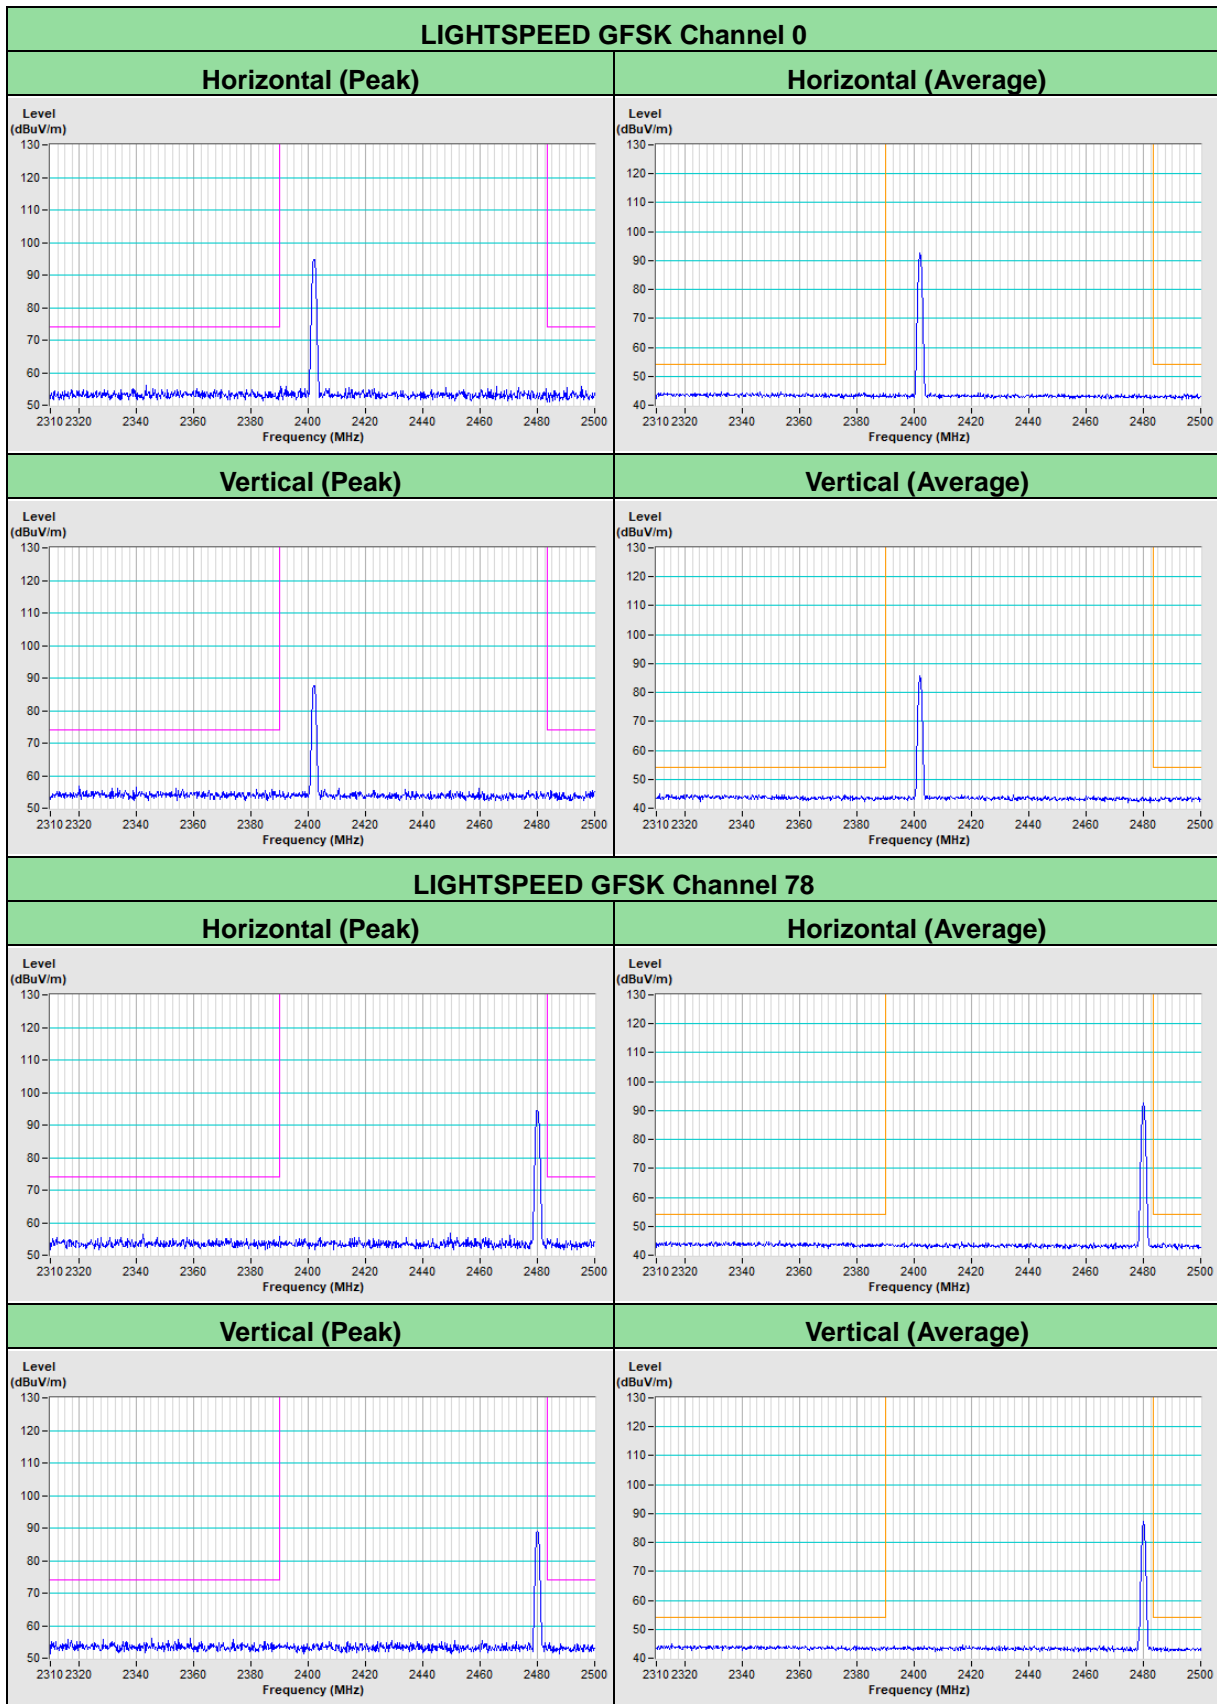 LIGHTSPEED GFSK Channel 0
Horizontal (Peak)
Horizontal (Average)
Level
(dBuV/m)
130
120
110
100
90
80
70
60
50
2310 2320 2340 2360 2380 2400 2420 2440 2460 2480 2500
Frequency (MHz)
Level
(dBuV/m)
130
120
110
100
90
80
70
60
50
40
2310 2320 2340 2360 2380 2400 2420 2440 2460 2480 2500
Frequency (MHz)
Vertical (Peak)
Vertical (Average)
Level
(dBuV/m)
130
120
110
100
90
80
70
60
50
2310 2320 2340 2360 2380 2400 2420 2440 2460 2480 2500
Frequency (MHz)
Level
(dBuV/m)
130
120
110
100
90
80
70
60
50
40
2310 2320 2340 2360 2380 2400 2420 2440 2460 2480 2500
Frequency (MHz)
LIGHTSPEED GFSK Channel 78
Horizontal (Peak)
Horizontal (Average)
Level
(dBuV/m)
130
120
110
100
90
80
70
60
50
2310 2320 2340 2360 2380 2400 2420 2440 2460 2480 2500
Frequency (MHz)
Level
(dBuV/m)
130
120
110
100
90
80
70
60
50
40
2310 2320 2340 2360 2380 2400 2420 2440 2460 2480 2500
Frequency (MHz)
Vertical (Peak)
Vertical (Average)
Level
(dBuV/m)
130
120
110
100
90
80
70
60
50
2310 2320 2340 2360 2380 2400 2420 2440 2460 2480 2500
Frequency (MHz)
Level
(dBuV/m)
130
120
110
100
90
80
70
60
50
40
2310 2320 2340 2360 2380 2400 2420 2440 2460 2480 2500
Frequency (MHz)